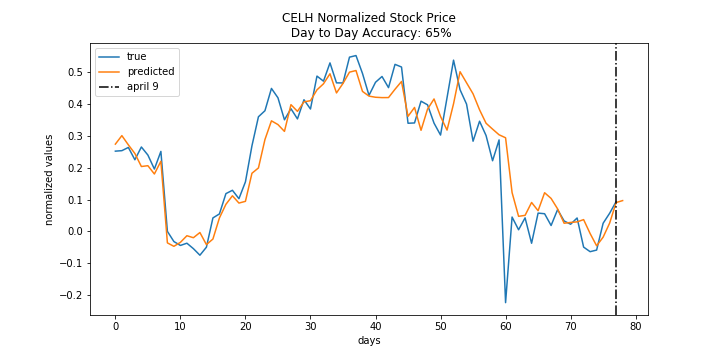 CELH Normalized Stock Price
Day to Day Accuracy: 65%
true
predicted
april 9
normalized values
0.5
0.4
0.3
0.2
0.1
0.0
−0.1
−0.2
0 10 20 30 40 50 60 70 80
days